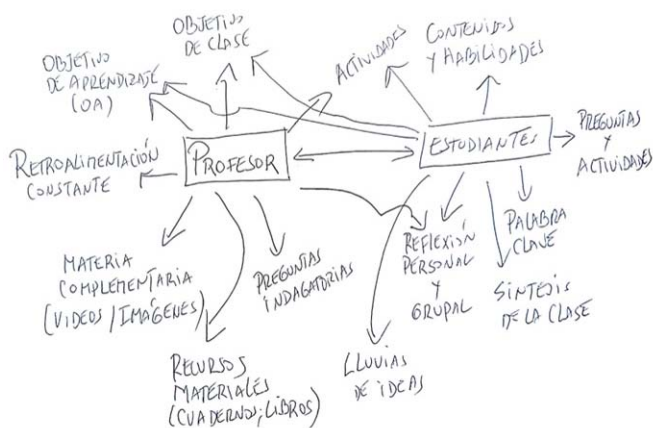 OBJETIVO
DE CLASE
OBJETIVO
DE APRENDIZAJE
(OA)
ACTIVIDADES
CONTENIDOS
Y HABILIDADES
RETROALIMENTACIÓN
CONSTANTE
PROFESOR
ESTUDIANTES
PREGUNTAS
Y
ACTIVIDADES
MATERIA
COMPLEMENTARIA
(VIDEOS / IMÁGENES)
PREGUNTAS
INDAGATORIAS
REFLEXIÓN
PERSONAL
Y
GRUPAL
PALABRA
CLAVE
SÍNTESIS
DE LA CLASE
RECURSOS
MATERIALES
(CUADERNOS; LIBROS)
LLUVIAS
DE IDEAS